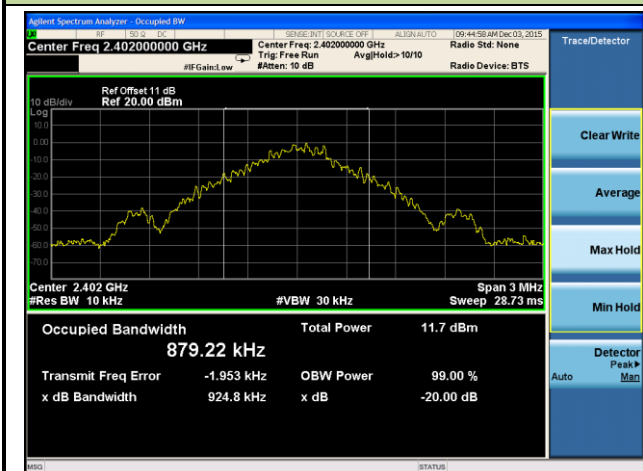 Agilent Spectrum Analyzer - Occupied BW
RF 50 Ω DC SENSE:INT SOURCE OFF ALIGN AUTO 09:44:58 AM Dec 03, 2015
Center Freq 2.402000000 GHz Center Freq: 2.402000000 GHz Radio Std: None Trace/Detector
Trig: Free Run Avg|Hold:>10/10
#IFGain:Low #Atten: 10 dB Radio Device: BTS
Ref Offset 11 dB
10 dB/div Ref 20.00 dBm
Log
10.0
0.00
-10.0
-20.0
-30.0
-40.0
-50.0
-60.0
-70.0
Clear Write
Average
Max Hold
Min Hold
Center 2.402 GHz Span 3 MHz
#Res BW 10 kHz #VBW 30 kHz Sweep 28.73 ms
Occupied Bandwidth Total Power 11.7 dBm
879.22 kHz
Transmit Freq Error -1.953 kHz OBW Power 99.00 %
x dB Bandwidth 924.8 kHz x dB -20.00 dB
Detector
Peak▶
Auto Man
MSG STATUS